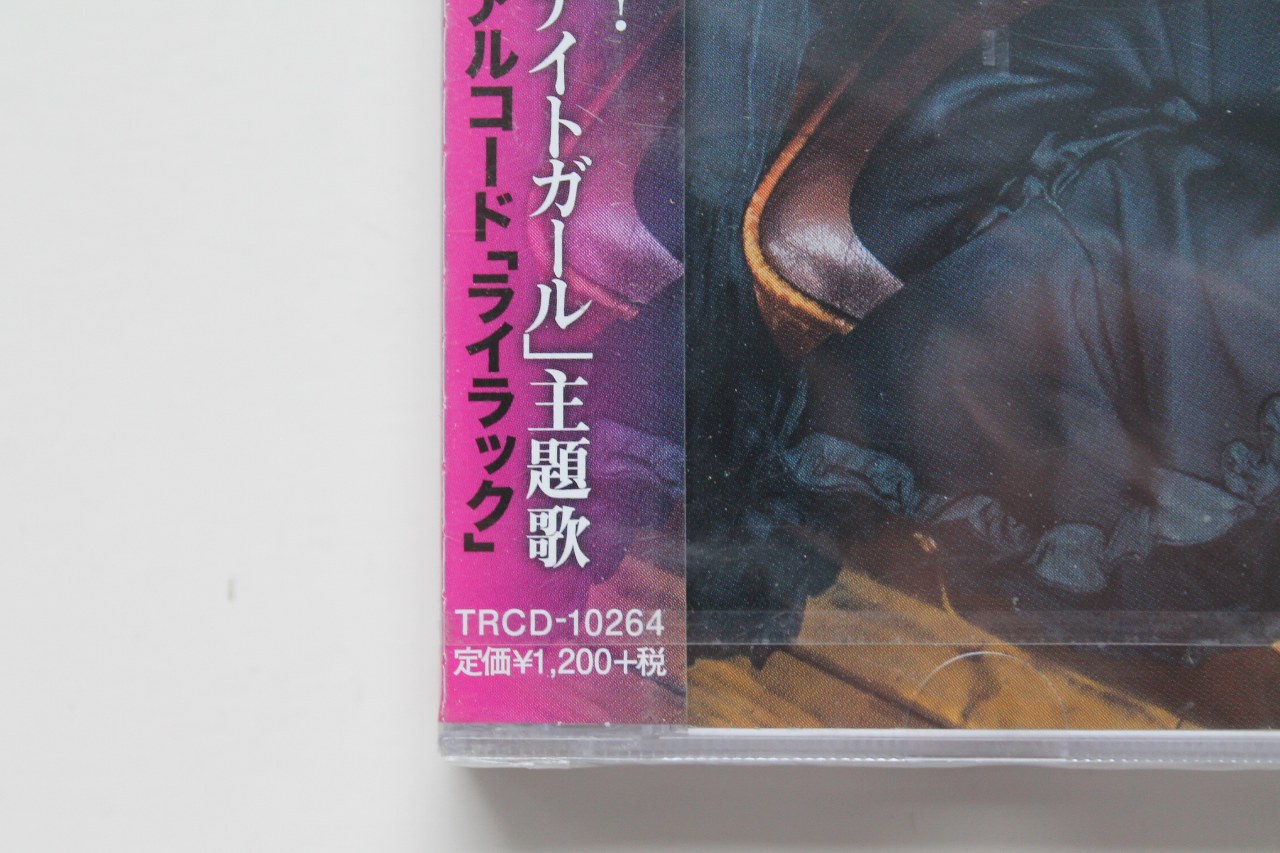 ！
イトガール」主題歌
アルコード「ライラック」
TRCD-10264
定価¥1,200+税